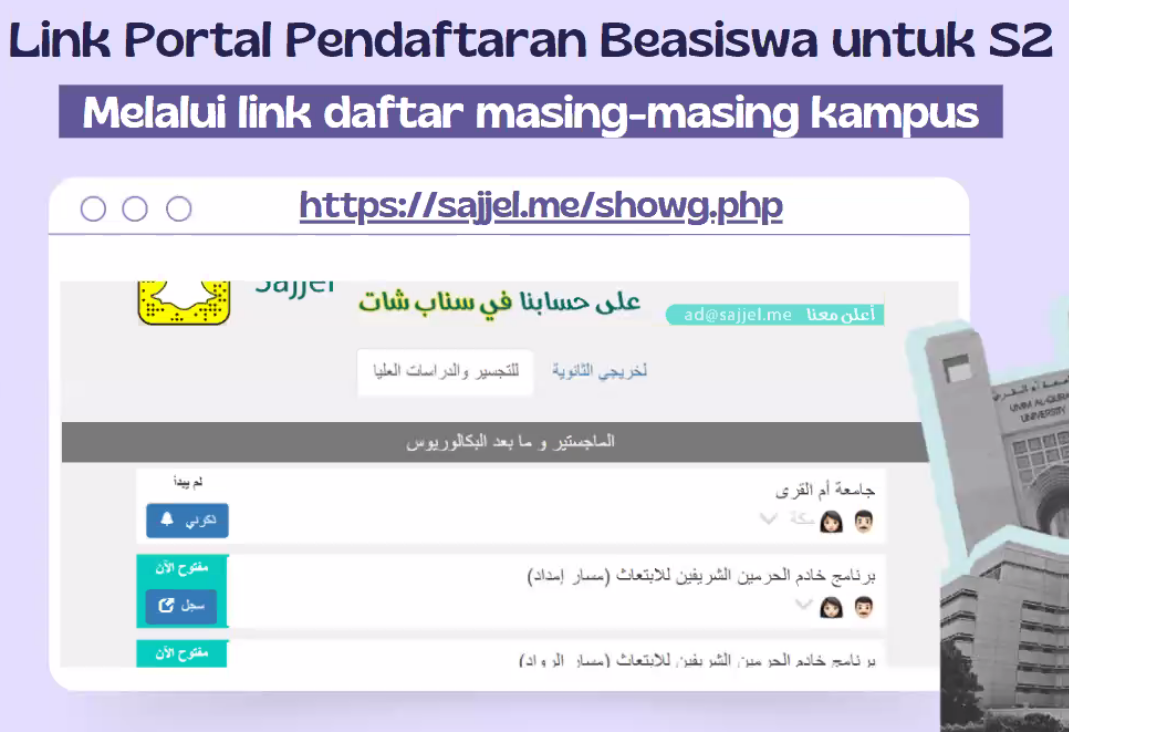 Link Portal Pendaftaran Beasiswa untuk S2
Melalui link daftar masing-masing kampus
https://sajjel.me/showg.php
Sajjel
على حسابنا في سناب شات
أعلن معنا ad@sajjel.me
لخريجي الثانوية
للتجسير والدراسات العليا
الماجستير و ما بعد البكالوريوس
جامعة أم القرى
مكة
لم يبدأ
ذكرني
برنامج خادم الحرمين الشريفين للابتعاث (مسار إمداد)
مفتوح الآن
سجل
برنامج خادم الحرمين الشريفين للابتعاث (مسار الرواد)
مفتوح الآن
UMM AL-QURA
UNIVERSITY